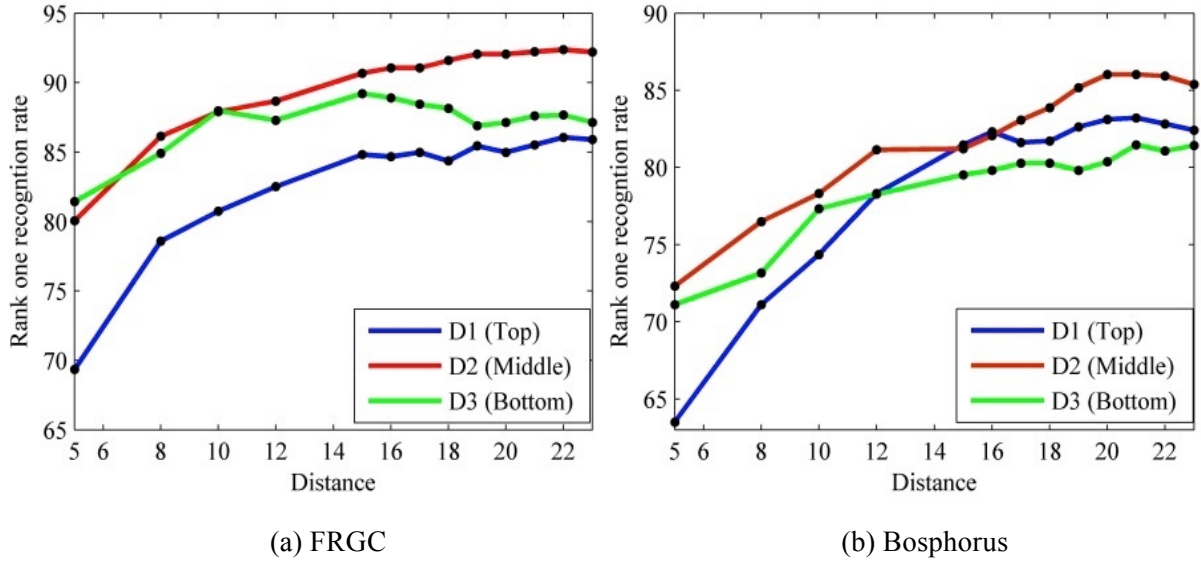 95
90
85
80
75
70
65
Rank one recogntion rate
5 6 8 10 12 14 16 18 20 22
Distance
D1 (Top)
D2 (Middle)
D3 (Bottom)
(a) FRGC
90
85
80
75
70
65
Rank one recogntion rate
5 6 8 10 12 14 16 18 20 22
Distance
D1 (Top)
D2 (Middle)
D3 (Bottom)
(b) Bosphorus